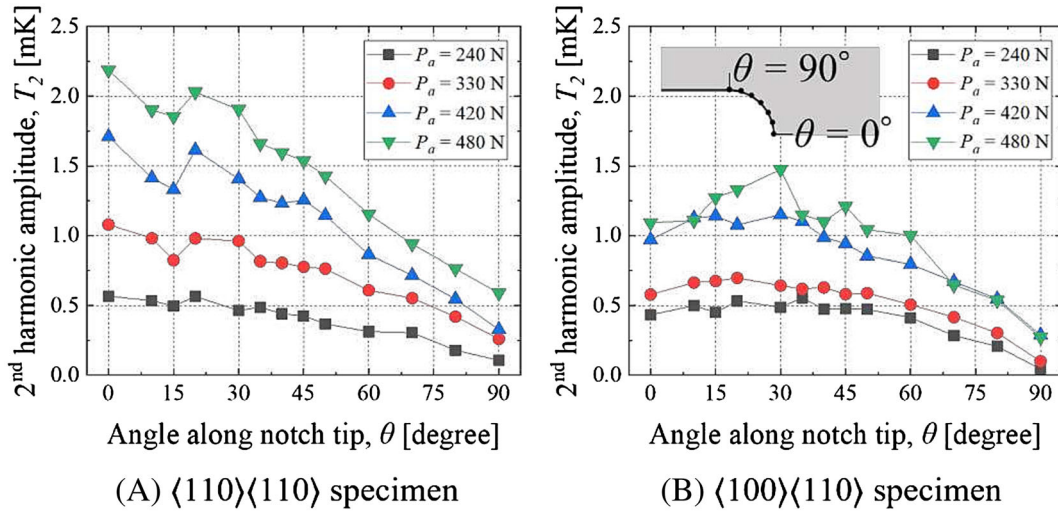 2nd harmonic amplitude, T2 [mK]
2.5
2.0
1.5
1.0
0.5
0.0
Pa = 240 N
Pa = 330 N
Pa = 420 N
Pa = 480 N
0 15 30 45 60 75 90
Angle along notch tip, θ [degree]
(A) ⟨110⟩⟨110⟩ specimen
2nd harmonic amplitude, T2 [mK]
2.5
2.0
1.5
1.0
0.5
0.0
θ = 90°
θ = 0°
Pa = 240 N
Pa = 330 N
Pa = 420 N
Pa = 480 N
0 15 30 45 60 75 90
Angle along notch tip, θ [degree]
(B) ⟨100⟩⟨110⟩ specimen